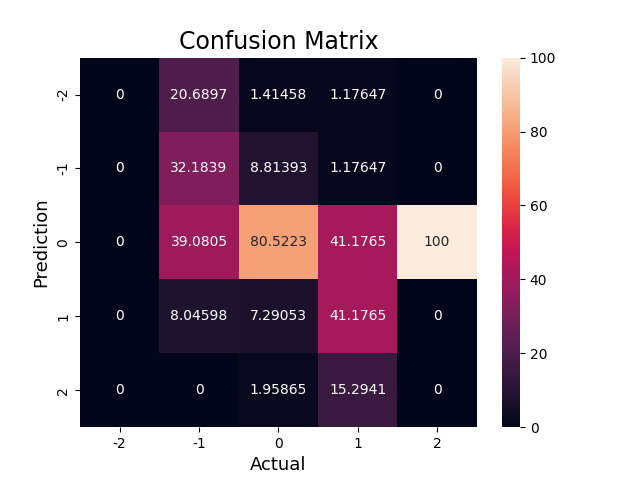 Confusion Matrix
-2 0 20.6897 1.41458 1.17647 0
-1 0 32.1839 8.81393 1.17647 0
0 0 39.0805 80.5223 41.1765 100
1 0 8.04598 7.29053 41.1765 0
2 0 0 1.95865 15.2941 0
-2 -1 0 1 2
Prediction
Actual
100
80
60
40
20
0